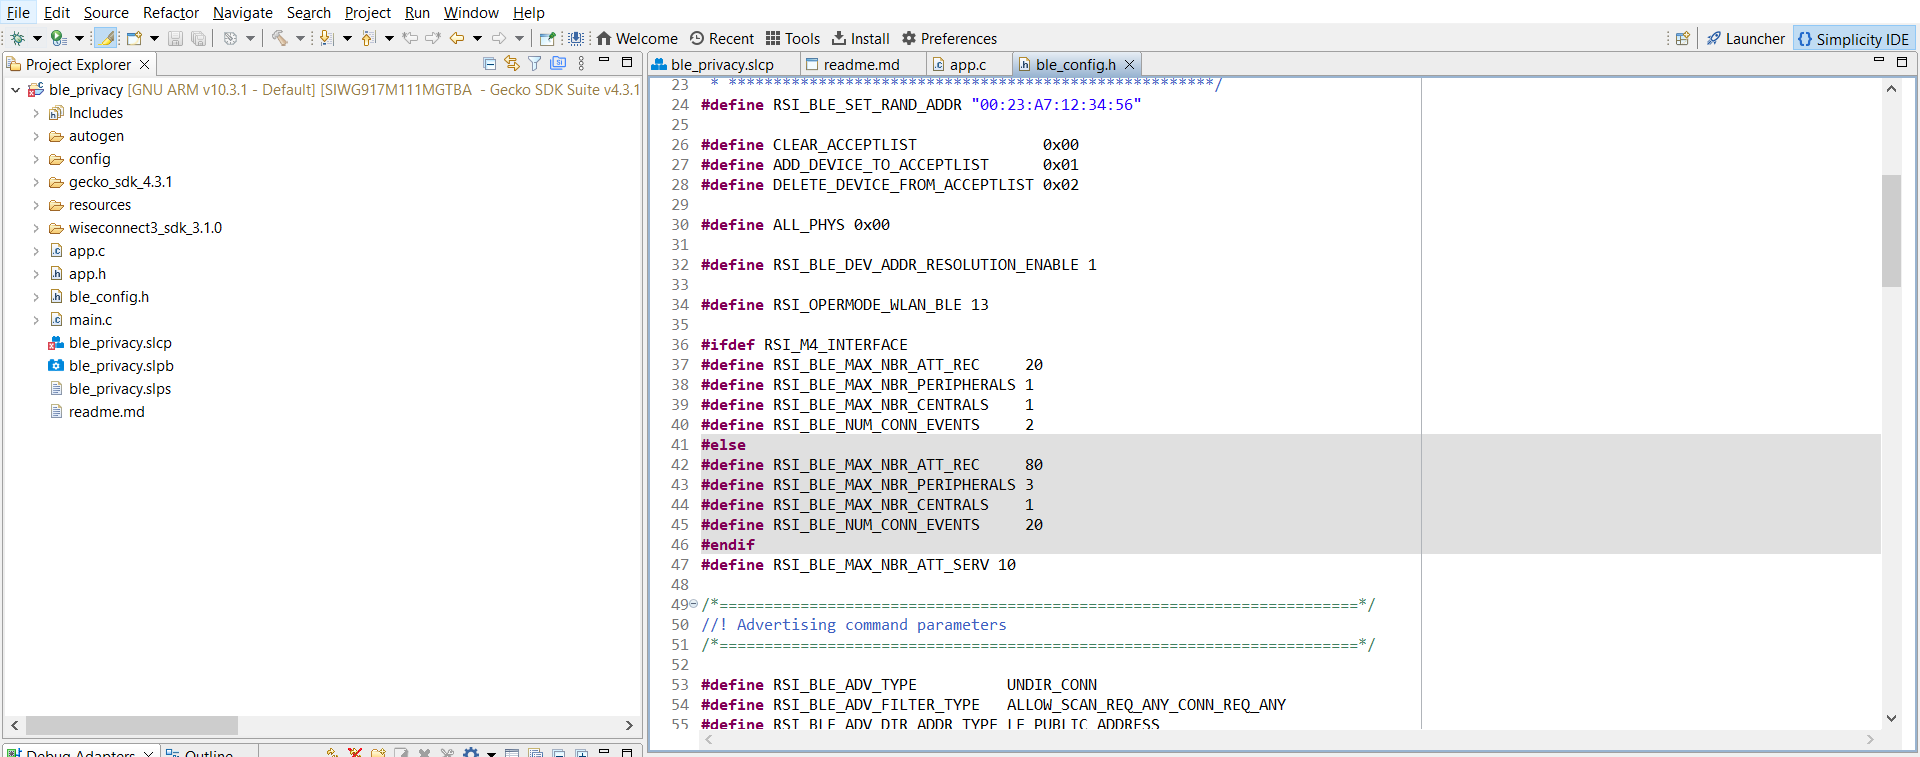 File Edit Source Refactor Navigate Search Project Run Window Help
Welcome Recent Tools Install Preferences Launcher Simplicity IDE
Project Explorer
ble_privacy [GNU ARM v10.3.1 - Default] [SIWG917M111MGTBA - Gecko SDK Suite v4.3.1
Includes
autogen
config
gecko_sdk_4.3.1
resources
wiseconnect3_sdk_3.1.0
app.c
app.h
ble_config.h
main.c
ble_privacy.slcp
ble_privacy.slpb
ble_privacy.slps
readme.md
Debug Adapters Outline
ble_privacy.slcp readme.md app.c ble_config.h
23 * ******************************************************/
24 #define RSI_BLE_SET_RAND_ADDR "00:23:A7:12:34:56"
25
26 #define CLEAR_ACCEPTLIST 0x00
27 #define ADD_DEVICE_TO_ACCEPTLIST 0x01
28 #define DELETE_DEVICE_FROM_ACCEPTLIST 0x02
29
30 #define ALL_PHYS 0x00
31
32 #define RSI_BLE_DEV_ADDR_RESOLUTION_ENABLE 1
33
34 #define RSI_OPERMODE_WLAN_BLE 13
35
36 #ifdef RSI_M4_INTERFACE
37 #define RSI_BLE_MAX_NBR_ATT_REC 20
38 #define RSI_BLE_MAX_NBR_PERIPHERALS 1
39 #define RSI_BLE_MAX_NBR_CENTRALS 1
40 #define RSI_BLE_NUM_CONN_EVENTS 2
41 #else
42 #define RSI_BLE_MAX_NBR_ATT_REC 80
43 #define RSI_BLE_MAX_NBR_PERIPHERALS 3
44 #define RSI_BLE_MAX_NBR_CENTRALS 1
45 #define RSI_BLE_NUM_CONN_EVENTS 20
46 #endif
47 #define RSI_BLE_MAX_NBR_ATT_SERV 10
48
49 /*=======================================================================*/
50 //! Advertising command parameters
51 /*=======================================================================*/
52
53 #define RSI_BLE_ADV_TYPE UNDIR_CONN
54 #define RSI_BLE_ADV_FILTER_TYPE ALLOW_SCAN_REQ_ANY_CONN_REQ_ANY
55 #define RSI_BLE_ADV_DIR_ADDR_TYPE LE_PUBLIC_ADDRESS